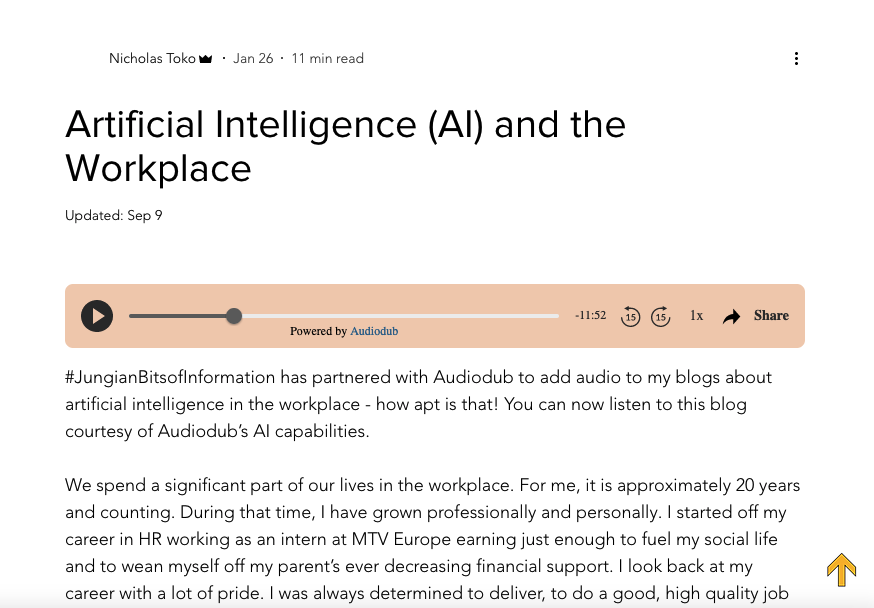 Nicholas Toko · Jan 26 · 11 min read
Artificial Intelligence (AI) and the
Workplace
Updated: Sep 9
-11:52 15 15 1x Share
Powered by Audiodub
#JungianBitsofInformation has partnered with Audiodub to add audio to my blogs about
artificial intelligence in the workplace - how apt is that! You can now listen to this blog
courtesy of Audiodub’s AI capabilities.
We spend a significant part of our lives in the workplace. For me, it is approximately 20 years
and counting. During that time, I have grown professionally and personally. I started off my
career in HR working as an intern at MTV Europe earning just enough to fuel my social life
and to wean myself off my parent’s ever decreasing financial support. I look back at my
career with a lot of pride. I was always determined to deliver, to do a good, high quality job